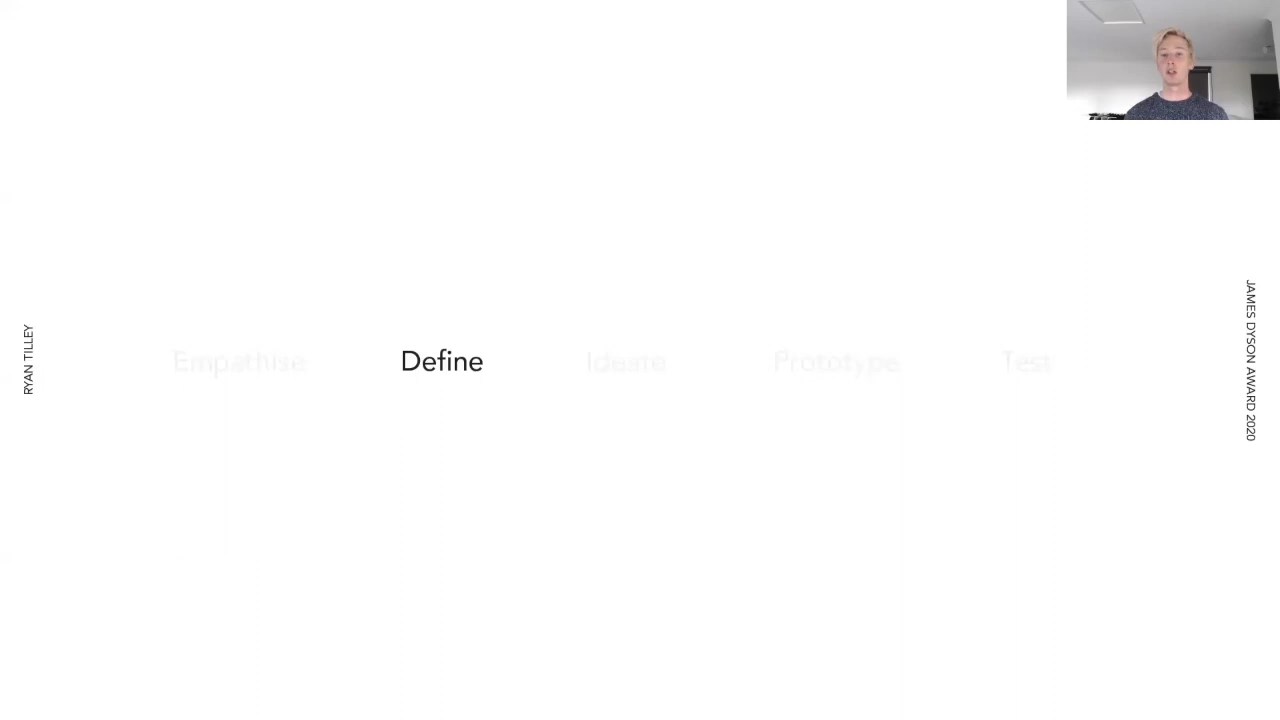 RYAN TILLEY
Empathise Define Ideate Prototype Test
JAMES DYSON AWARD 2020